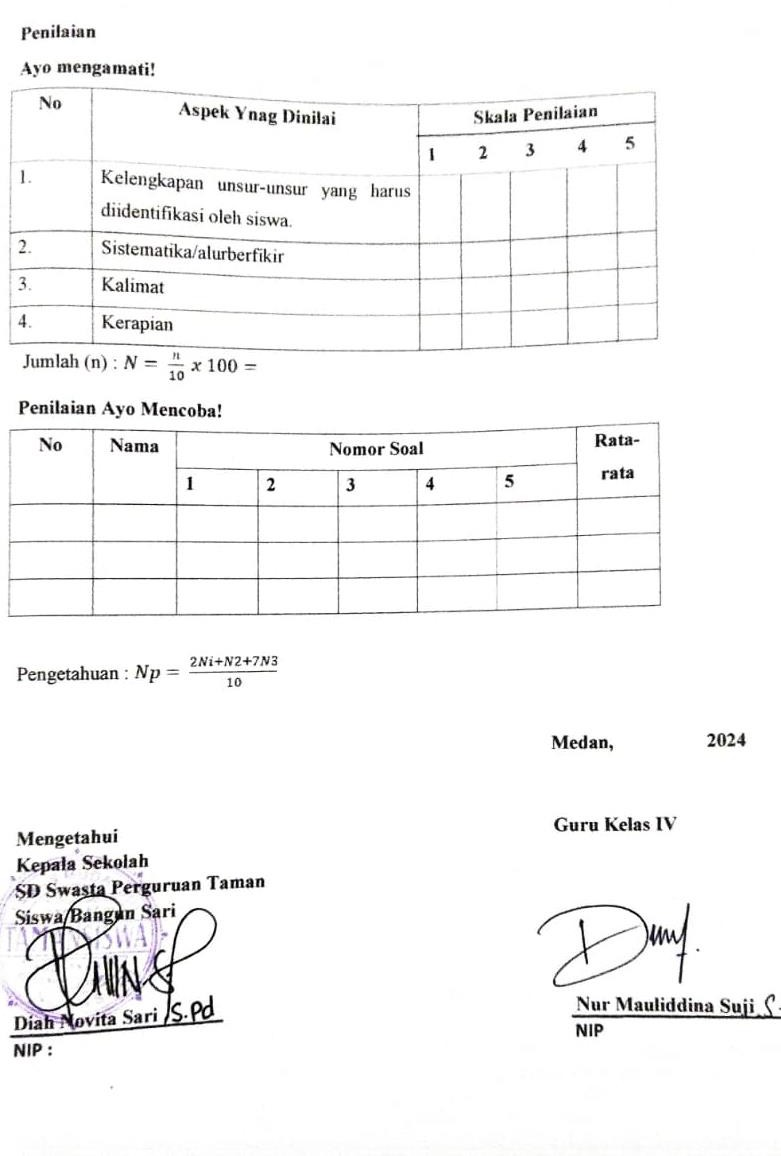 Penilaian
Ayo mengamati!
No Aspek Ynag Dinilai Skala Penilaian
1 2 3 4 5
1. Kelengkapan unsur-unsur yang harus
diidentifikasi oleh siswa.
2. Sistematika/alurberfikir
3. Kalimat
4. Kerapian
Jumlah (n) : N = n/10 x 100 =
Penilaian Ayo Mencoba!
No Nama Nomor Soal Rata-
rata
1 2 3 4 5
Pengetahuan : Np = 2Ni+N2+7N3/10
Medan, 2024
Guru Kelas IV
Mengetahui
Kepala Sekolah
SD Swasta Perguruan Taman
Siswa/Bangun Sari
TAMANSISWA
Diah Novita Sari /S.Pd
NIP :
Nur Mauliddina Suji S.
NIP